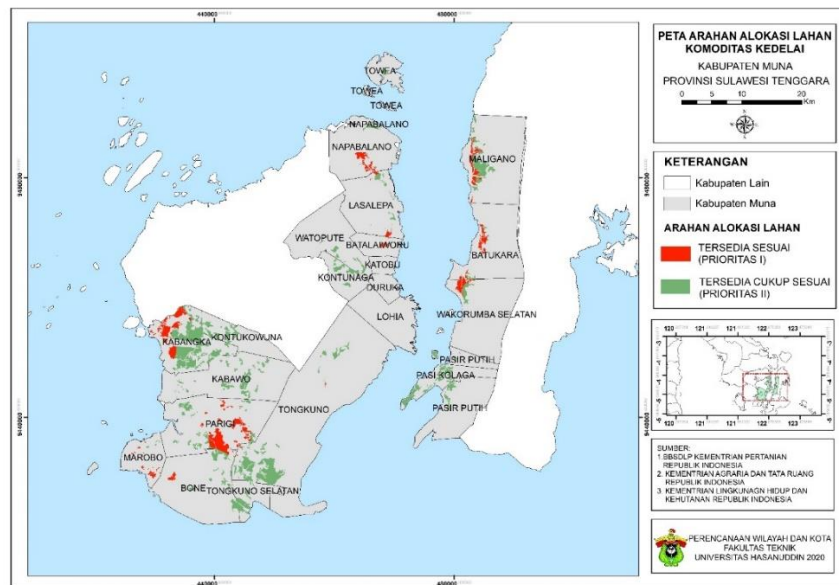 PETA ARAHAN ALOKASI LAHAN
KOMODITAS KEDELAI
KABUPATEN MUNA
PROVINSI SULAWESI TENGGARA
0 5 10 20
Km
KETERANGAN
Kabupaten Lain
Kabupaten Muna
ARAHAN ALOKASI LAHAN
TERSEDIA SESUAI
(PRIORITAS I)
TERSEDIA CUKUP SESUAI
(PRIORITAS II)
120 121 122 123
120 121 121 122 123
SUMBER:
1.BBSDLP KEMENTRIAN PERTANIAN
REPUBLIK INDONESIA
2. KEMENTRIAN AGRARIA DAN TATA RUANG
REPUBLIK INDONESIA
3. KEMENTRIAN LINGKUNAGN HIDUP DAN
KEHUTANAN REPUBLIK INDONESIA
PERENCANAAN WILAYAH DAN KOTA
FAKULTAS TEKNIK
UNIVERSITAS HASANUDDIN 2020
TOWEA
TOWEA
TOWEA
NAPABALANO
NAPABALANO
MALIGANO
LASALEPA
WATOPUTE
BATALAIWORU
BATUKARA
KATOBU
KONTUNAGA
DURUKA
LOHIA
WAKORUMBA SELATAN
KONTUKOWUNA
KABANGKA
PASIR PUTIH
PASI KOLAGA
KABAWO
PASIR PUTIH
TONGKUNO
PARIGI
MAROBO
BONE
TONGKUNO SELATAN